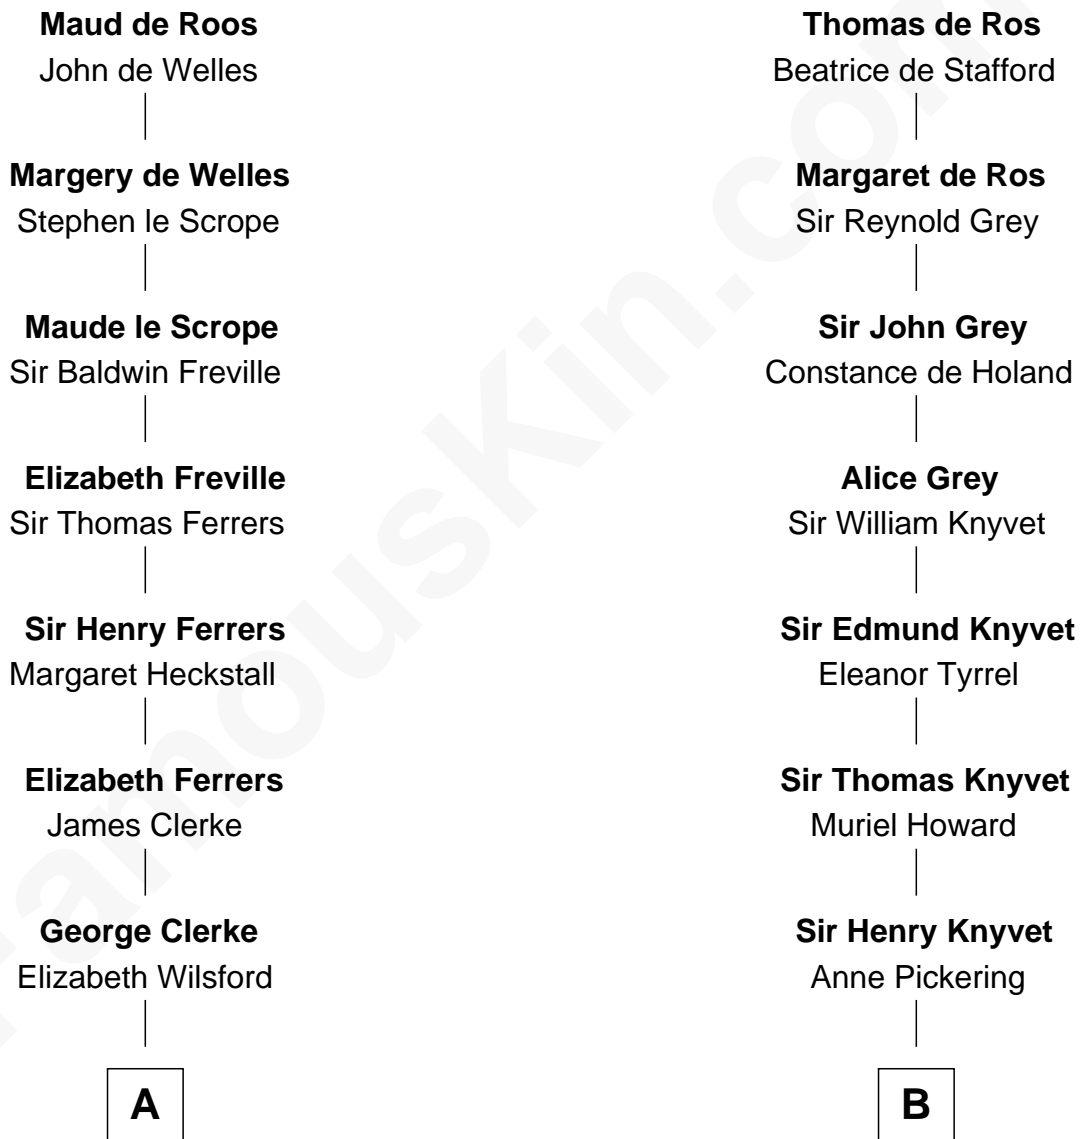 Maud de Roos
John de Welles
Margery de Welles
Stephen le Scrope
Maude le Scrope
Sir Baldwin Freville
Elizabeth Freville
Sir Thomas Ferrers
Sir Henry Ferrers
Margaret Heckstall
Elizabeth Ferrers
James Clerke
George Clerke
Elizabeth Wilsford
A
Thomas de Ros
Beatrice de Stafford
Margaret de Ros
Sir Reynold Grey
Sir John Grey
Constance de Holand
Alice Grey
Sir William Knyvet
Sir Edmund Knyvet
Eleanor Tyrrel
Sir Thomas Knyvet
Muriel Howard
Sir Henry Knyvet
Anne Pickering
B
FamousKin.com